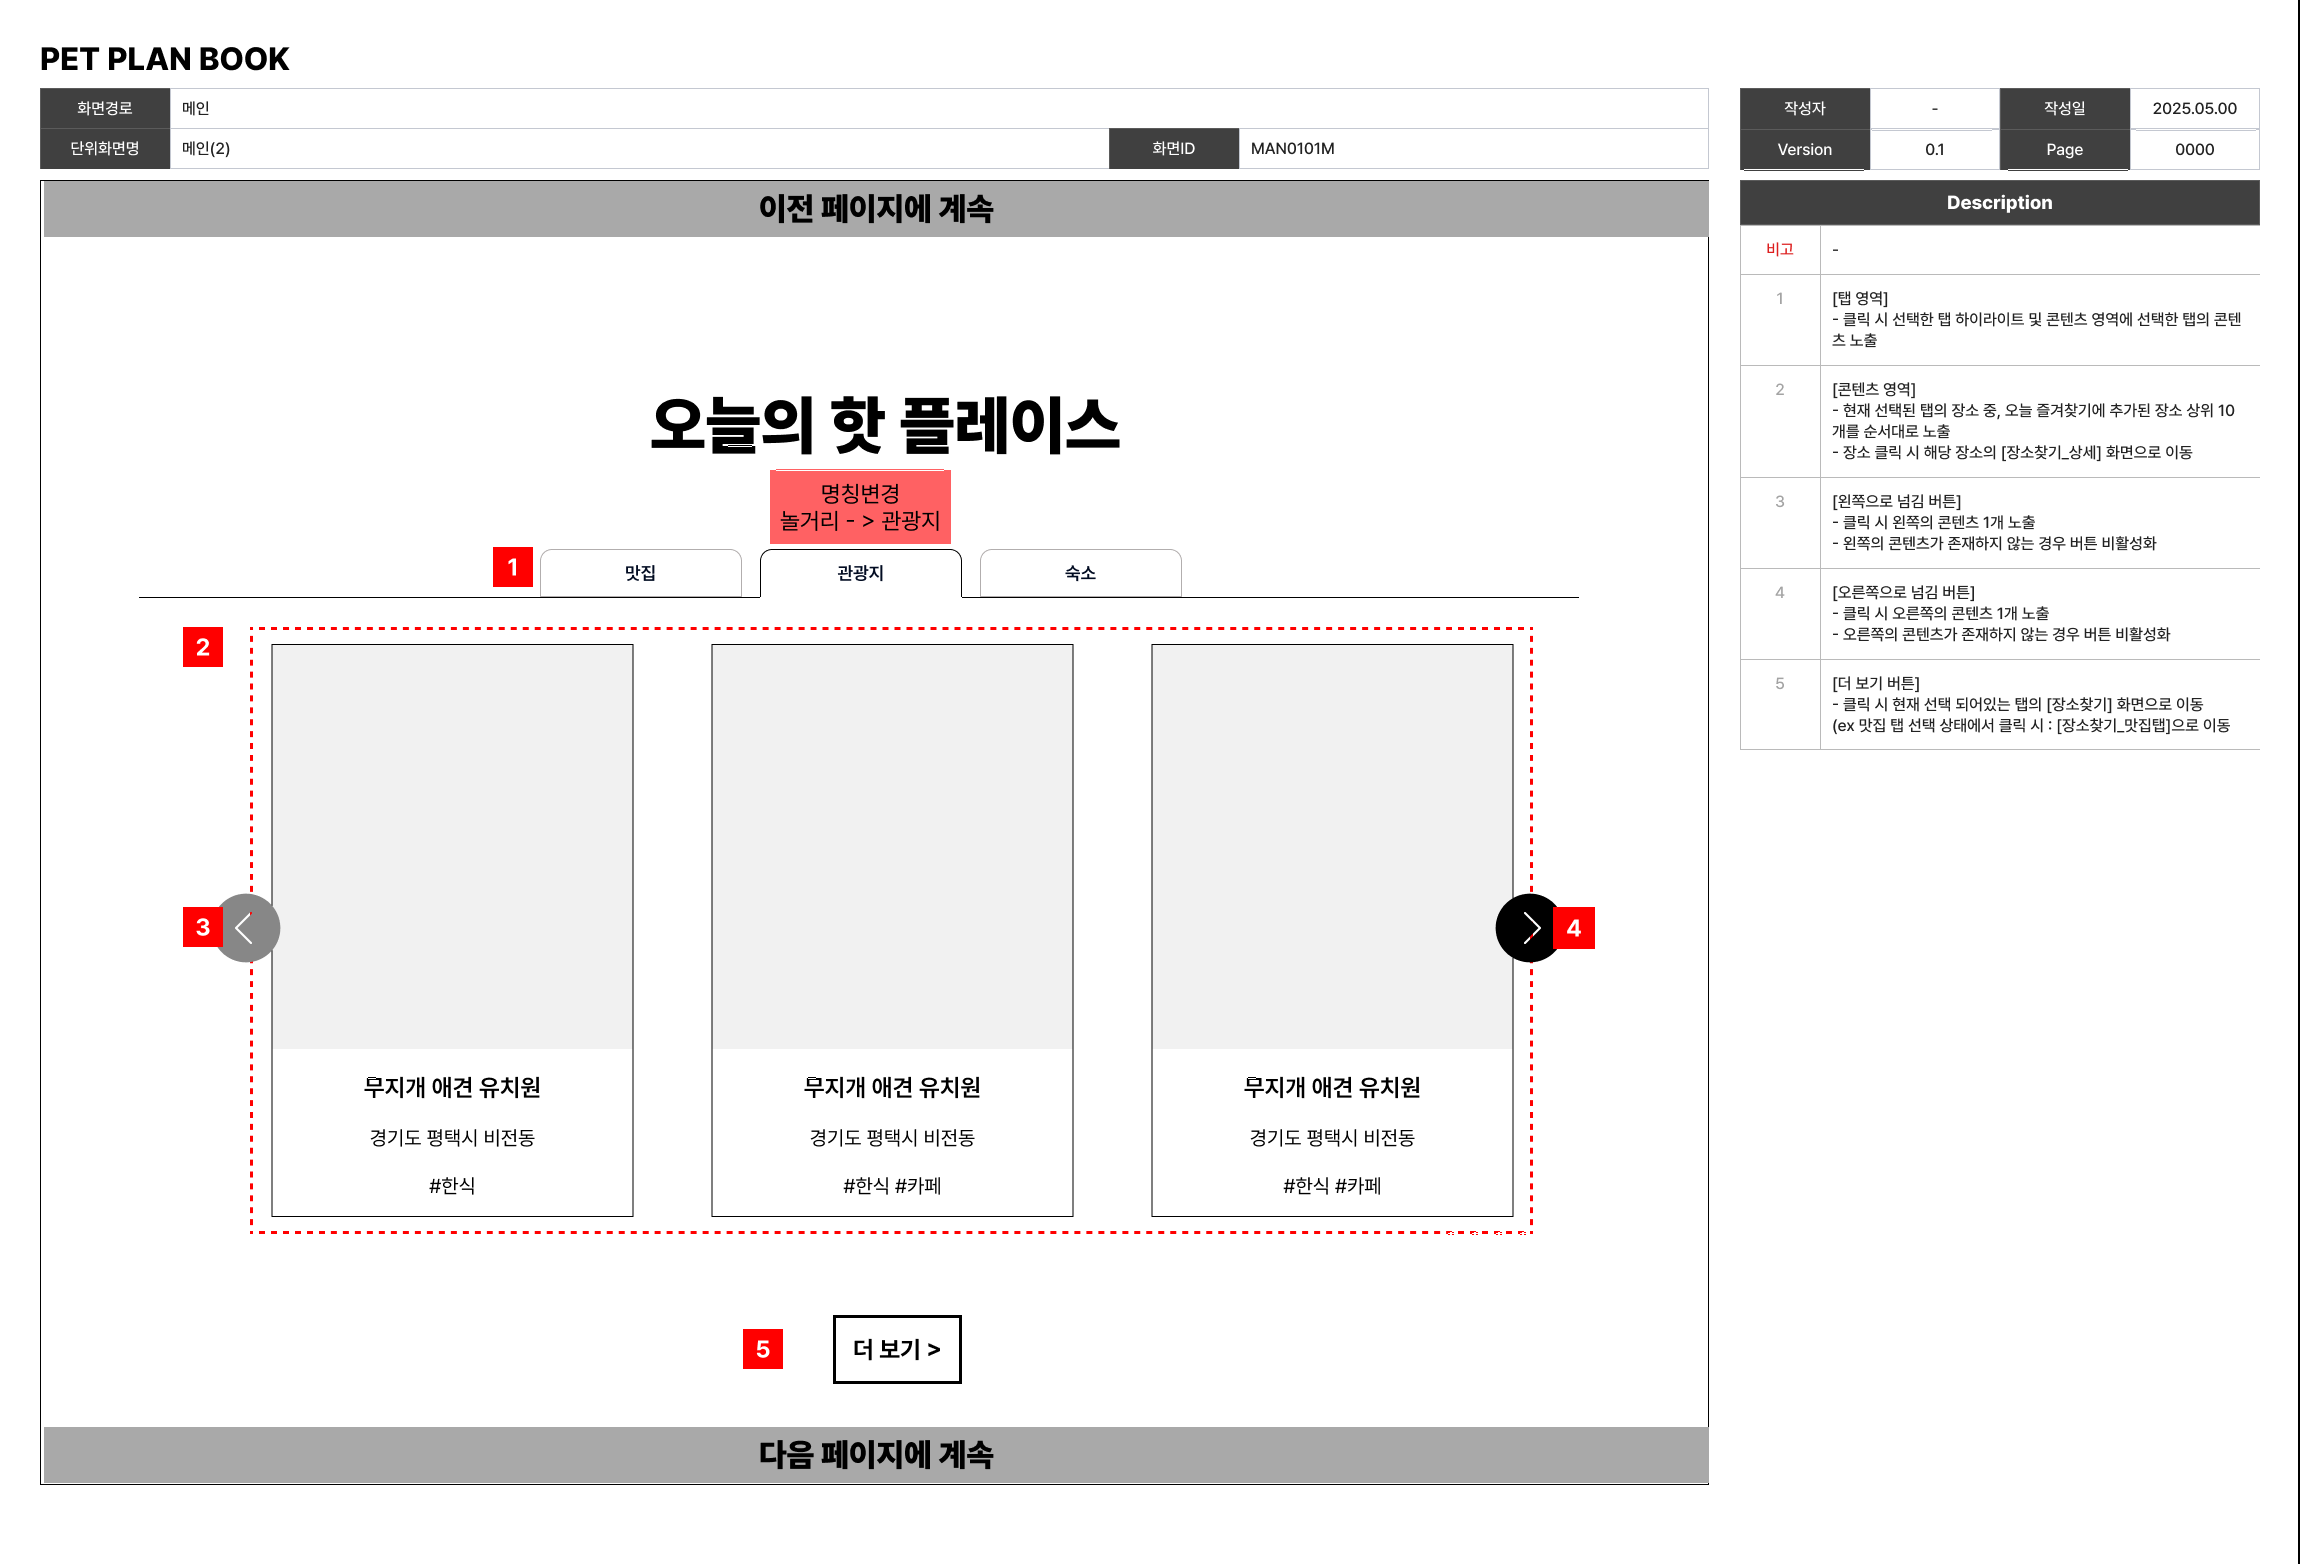 PET PLAN BOOK
화면경로 메인
단위화면명 메인(2) 화면ID MAN0101M
작성자 - 작성일 2025.05.00
Version 0.1 Page 0000
이전 페이지에 계속
오늘의 핫 플레이스
명칭변경
놀거리 - > 관광지
1 맛집 관광지 숙소
2
3
4
무지개 애견 유치원
경기도 평택시 비전동
#한식
무지개 애견 유치원
경기도 평택시 비전동
#한식 #카페
무지개 애견 유치원
경기도 평택시 비전동
#한식 #카페
5 더 보기 >
다음 페이지에 계속
Description
비고 -
1 [탭 영역]
- 클릭 시 선택한 탭 하이라이트 및 콘텐츠 영역에 선택한 탭의 콘텐
츠 노출
2 [콘텐츠 영역]
- 현재 선택된 탭의 장소 중, 오늘 즐겨찾기에 추가된 장소 상위 10
개를 순서대로 노출
- 장소 클릭 시 해당 장소의 [장소찾기_상세] 화면으로 이동
3 [왼쪽으로 넘김 버튼]
- 클릭 시 왼쪽의 콘텐츠 1개 노출
- 왼쪽의 콘텐츠가 존재하지 않는 경우 버튼 비활성화
4 [오른쪽으로 넘김 버튼]
- 클릭 시 오른쪽의 콘텐츠 1개 노출
- 오른쪽의 콘텐츠가 존재하지 않는 경우 버튼 비활성화
5 [더 보기 버튼]
- 클릭 시 현재 선택 되어있는 탭의 [장소찾기] 화면으로 이동
(ex 맛집 탭 선택 상태에서 클릭 시 : [장소찾기_맛집탭]으로 이동